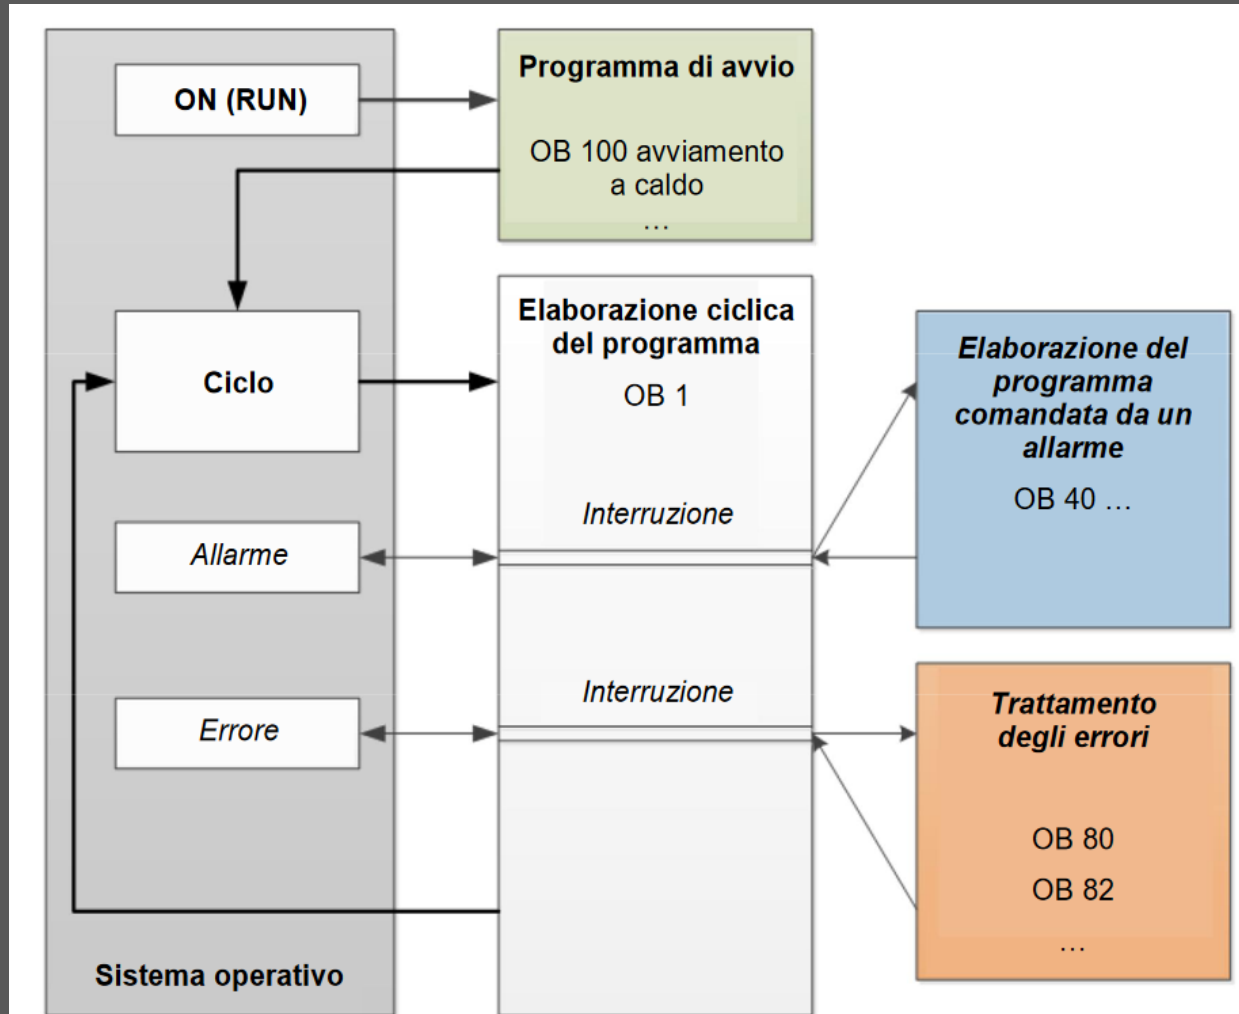 ON (RUN)
Programma di avvio
OB 100 avviamento
a caldo
...
Ciclo
Elaborazione ciclica
del programma
OB 1
Interruzione
Elaborazione del
programma
comandata da un
allarme
OB 40 ...
Allarme
Interruzione
Errore
Trattamento
degli errori
OB 80
OB 82
...
Sistema operativo